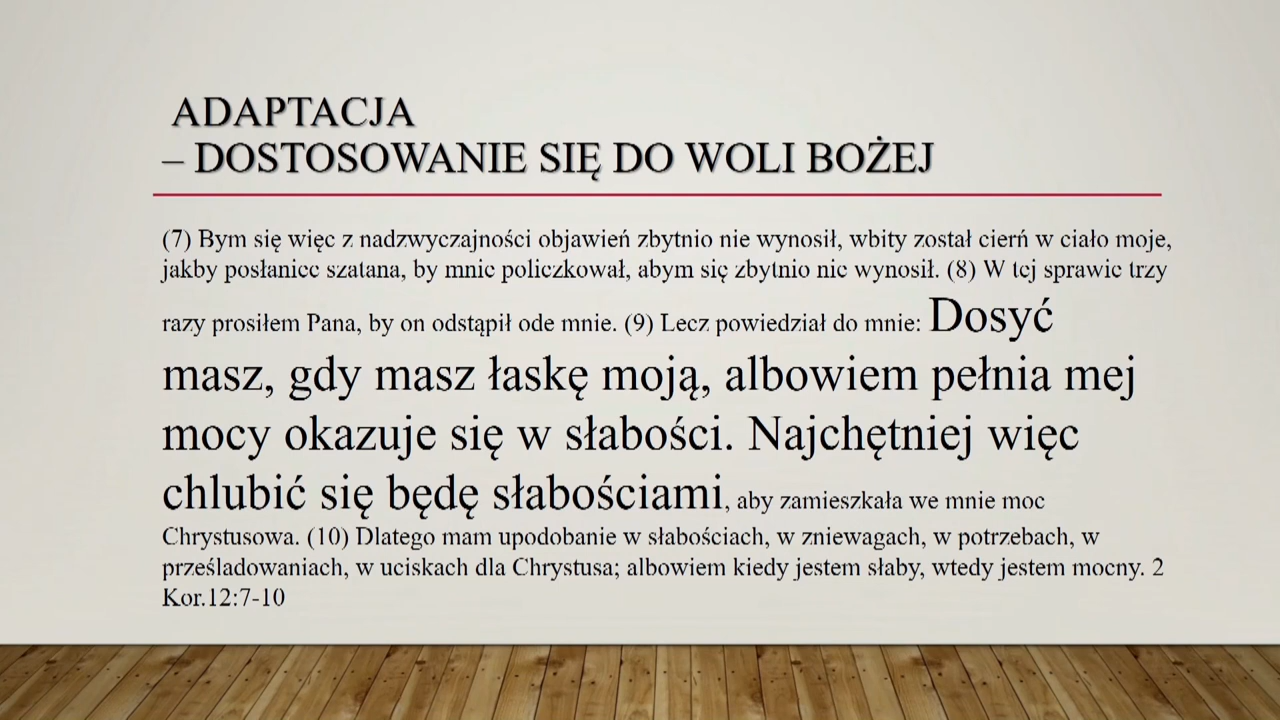 ADAPTACJA
– DOSTOSOWANIE SIĘ DO WOLI BOŻEJ
(7) Bym się więc z nadzwyczajności objawień zbytnio nie wynosił, wbity został cierń w ciało moje,
jakby posłaniec szatana, by mnie policzkował, abym się zbytnio nie wynosił. (8) W tej sprawie trzy
razy prosiłem Pana, by on odstąpił ode mnie. (9) Lecz powiedział do mnie: Dosyć
masz, gdy masz łaskę moją, albowiem pełnia mej
mocy okazuje się w słabości. Najchętniej więc
chlubić się będę słabościami, aby zamieszkała we mnie moc
Chrystusowa. (10) Dlatego mam upodobanie w słabościach, w zniewagach, w potrzebach, w
prześladowaniach, w uciskach dla Chrystusa; albowiem kiedy jestem słaby, wtedy jestem mocny. 2
Kor.12:7-10